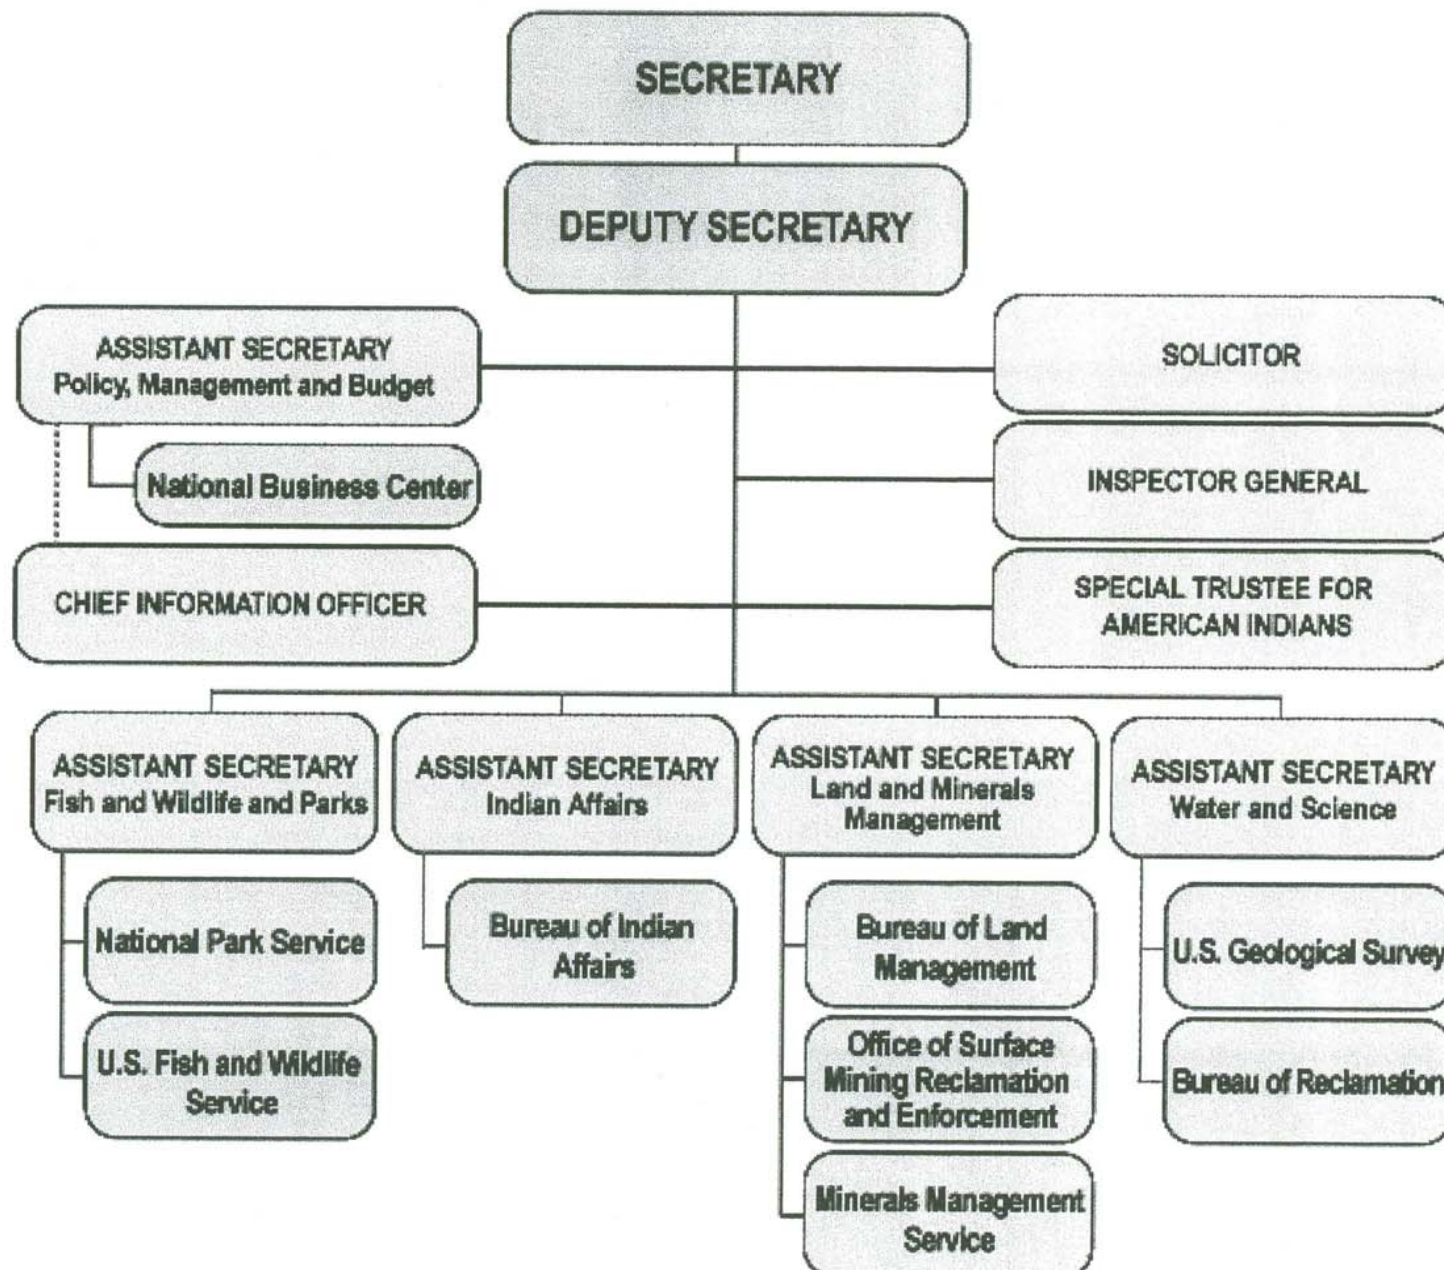 SECRETARY
DEPUTY SECRETARY
ASSISTANT SECRETARY
Policy, Management and Budget
SOLICITOR
National Business Center
INSPECTOR GENERAL
CHIEF INFORMATION OFFICER
SPECIAL TRUSTEE FOR
AMERICAN INDIANS
ASSISTANT SECRETARY
Fish and Wildlife and Parks
National Park Service
U.S. Fish and Wildlife
Service
ASSISTANT SECRETARY
Indian Affairs
Bureau of Indian
Affairs
ASSISTANT SECRETARY
Land and Minerals
Management
Bureau of Land
Management
Office of Surface
Mining Reclamation
and Enforcement
Minerals Management
Service
ASSISTANT SECRETARY
Water and Science
U.S. Geological Survey
Bureau of Reclamation